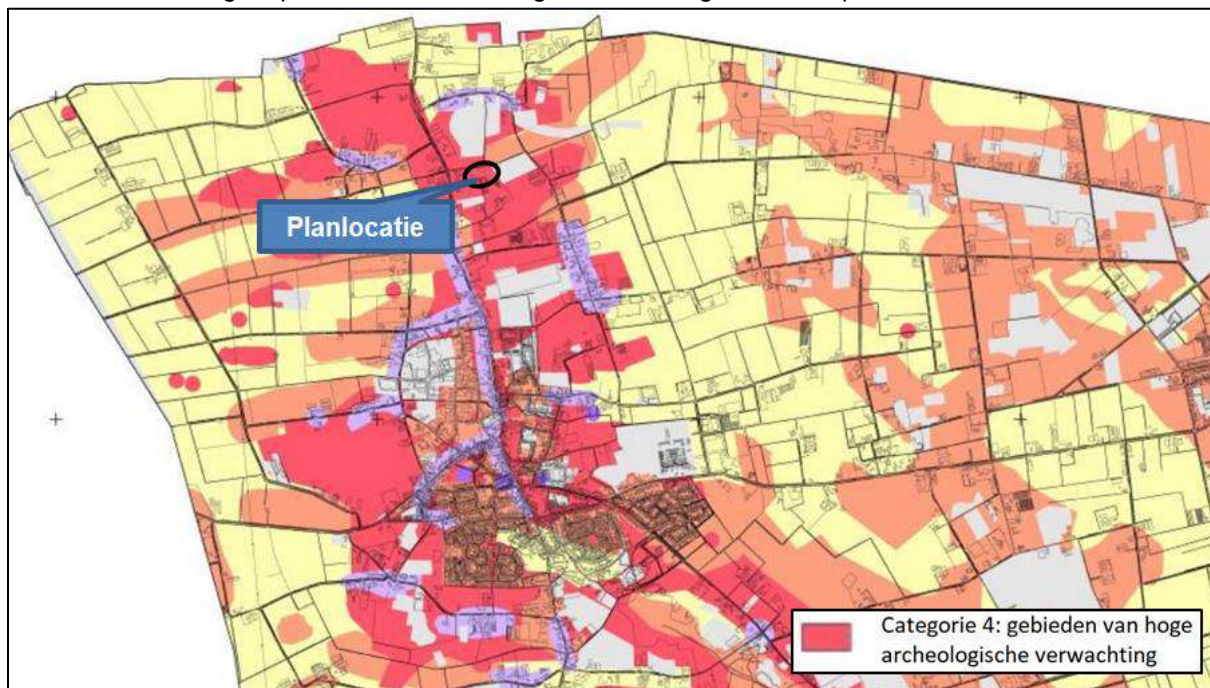 Planlocatie
Categorie 4: gebieden van hoge
archeologische verwachting